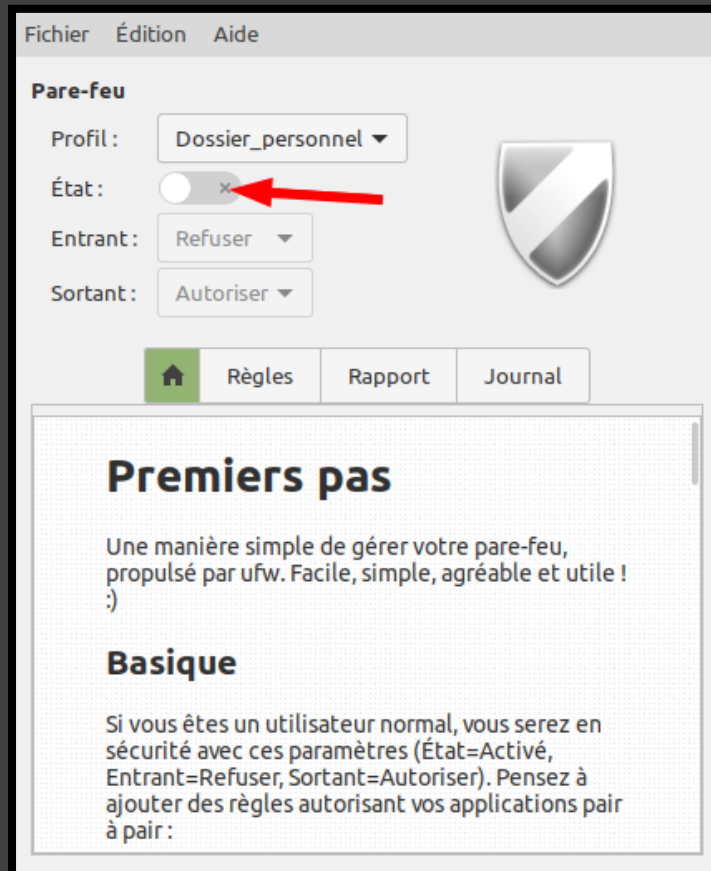 Fichier Édition Aide
Pare-feu
Profil : Dossier_personnel
État :
Entrant : Refuser
Sortant : Autoriser
Règles Rapport Journal
Premiers pas
Une manière simple de gérer votre pare-feu,
propulsé par ufw. Facile, simple, agréable et utile !
:)
Basique
Si vous êtes un utilisateur normal, vous serez en
sécurité avec ces paramètres (État=Activé,
Entrant=Refuser, Sortant=Autoriser). Pensez à
ajouter des règles autorisant vos applications pair
à pair :